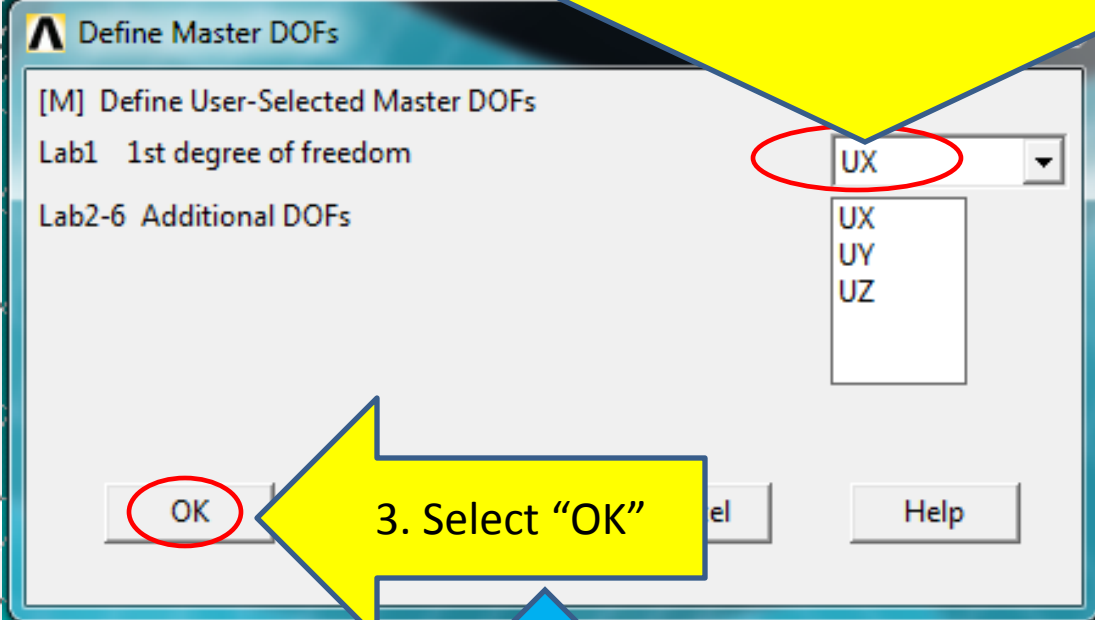 Define Master DOFs
[M] Define User-Selected Master DOFs
Lab1 1st degree of freedom
UX
Lab2-6 Additional DOFs
UX
UY
UZ
OK
3. Select “OK”
el
Help